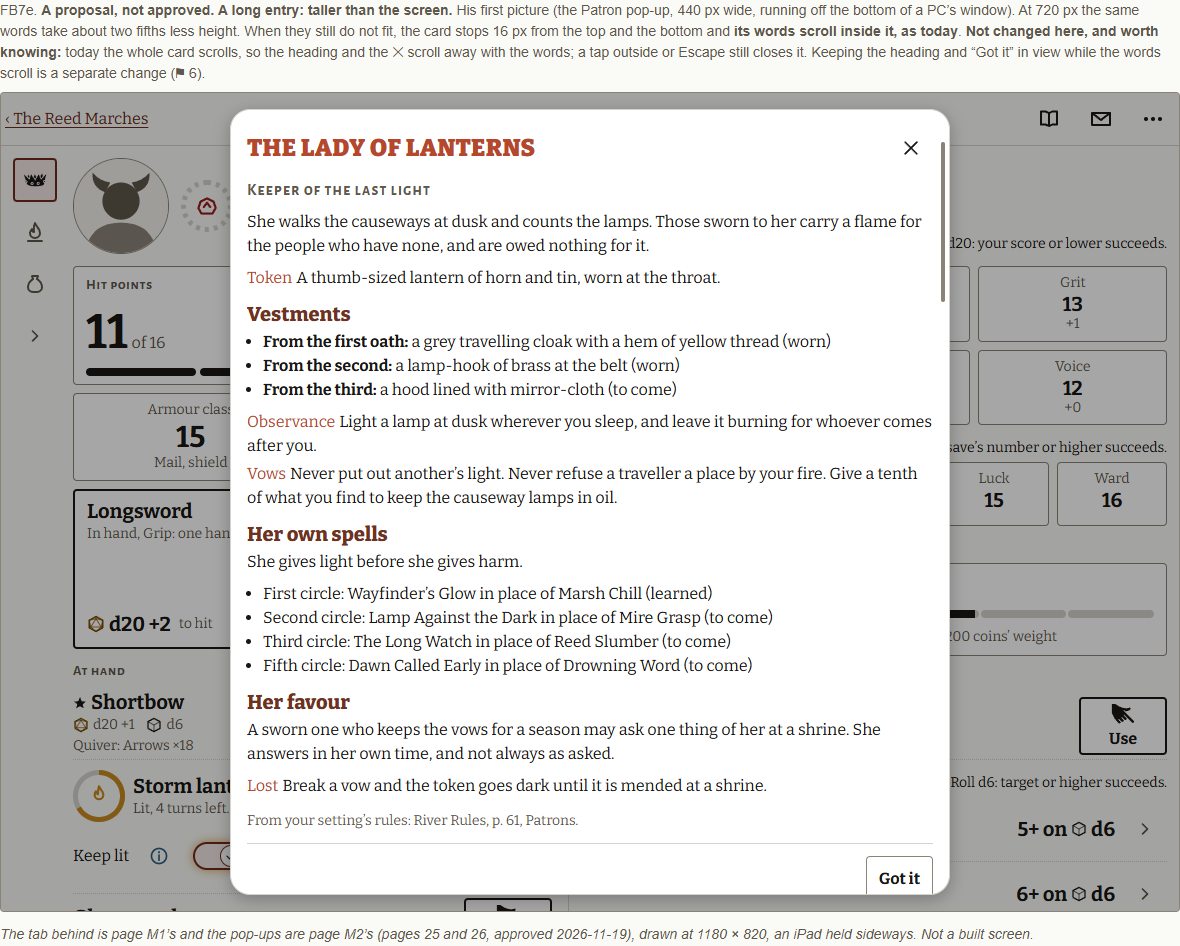 FB7e. A proposal, not approved. A long entry: taller than the screen. His first picture (the Patron pop-up, 440 px wide, running off the bottom of a PC's window). At 720 px the same
words take about two fifths less height. When they still do not fit, the card stops 16 px from the top and the bottom and its words scroll inside it, as today. Not changed here, and worth
knowing: today the whole card scrolls, so the heading and the ✕ scroll away with the words; a tap outside or Escape still closes it. Keeping the heading and “Got it” in view while the words
scroll is a separate change (⚑ 6).
‹ The Reed Marches
THE LADY OF LANTERNS
KEEPER OF THE LAST LIGHT
She walks the causeways at dusk and counts the lamps. Those sworn to her carry a flame for
the people who have none, and are owed nothing for it.
Token A thumb-sized lantern of horn and tin, worn at the throat.
Vestments
• From the first oath: a grey travelling cloak with a hem of yellow thread (worn)
• From the second: a lamp-hook of brass at the belt (worn)
• From the third: a hood lined with mirror-cloth (to come)
Observance Light a lamp at dusk wherever you sleep, and leave it burning for whoever comes
after you.
Vows Never put out another's light. Never refuse a traveller a place by your fire. Give a tenth
of what you find to keep the causeway lamps in oil.
Her own spells
She gives light before she gives harm.
• First circle: Wayfinder's Glow in place of Marsh Chill (learned)
• Second circle: Lamp Against the Dark in place of Mire Grasp (to come)
• Third circle: The Long Watch in place of Reed Slumber (to come)
• Fifth circle: Dawn Called Early in place of Drowning Word (to come)
Her favour
A sworn one who keeps the vows for a season may ask one thing of her at a shrine. She
answers in her own time, and not always as asked.
Lost Break a vow and the token goes dark until it is mended at a shrine.
From your setting's rules: River Rules, p. 61, Patrons.
Got it
HIT POINTS
11 of 16
Armour clas
15
Mail, shield
Longsword
In hand, Grip: one han
d20 +2 to hit
AT HAND
★ Shortbow
d20 +1 d6
Quiver: Arrows ×18
Storm lant
Lit, 4 turns left.
Keep lit
d20: your score or lower succeeds.
Grit
13
+1
Voice
12
+0
save's number or higher succeeds.
Luck
15
Ward
16
200 coins' weight
Use
Roll d6: target or higher succeeds.
5+ on d6
6+ on d6
The tab behind is page M1's and the pop-ups are page M2's (pages 25 and 26, approved 2026-11-19), drawn at 1180 × 820, an iPad held sideways. Not a built screen.